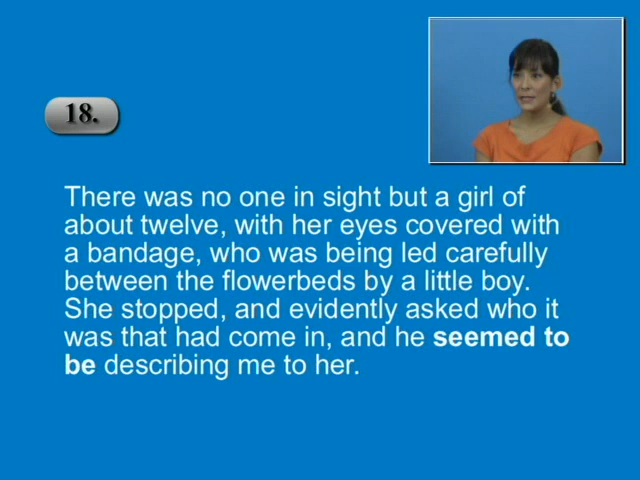 18.
There was no one in sight but a girl of
about twelve, with her eyes covered with
a bandage, who was being led carefully
between the flowerbeds by a little boy.
She stopped, and evidently asked who it
was that had come in, and he seemed to
be describing me to her.